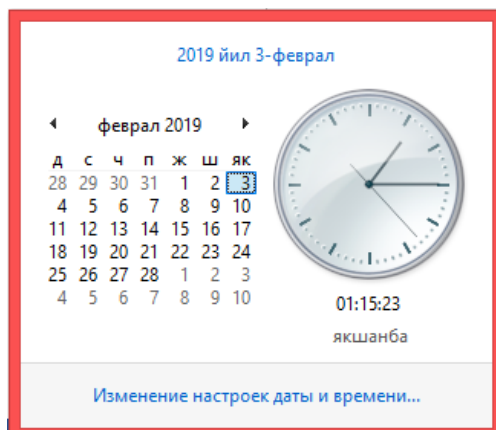 2019 йил 3-феврал
феврал 2019
д с ч п ж ш як
28 29 30 31 1 2 3
4 5 6 7 8 9 10
11 12 13 14 15 16 17
18 19 20 21 22 23 24
25 26 27 28 1 2 3
4 5 6 7 8 9 10
01:15:23
якшанба
Изменение настроек даты и времени...